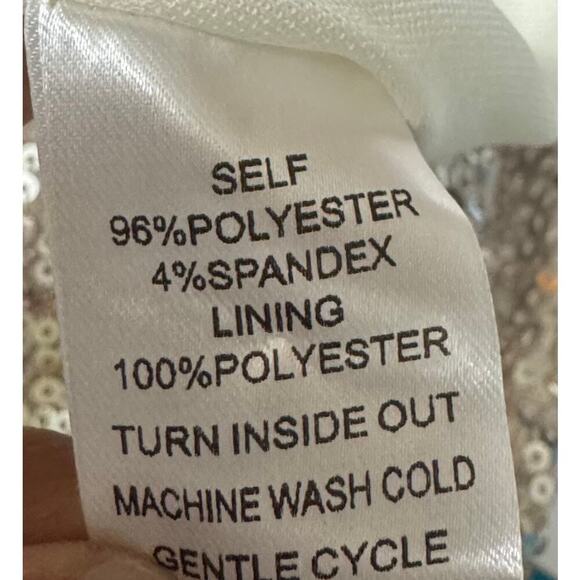 SELF
96%POLYESTER
4%SPANDEX
LINING
100%POLYESTER
TURN INSIDE OUT
MACHINE WASH COLD
GENTLE CYCLE